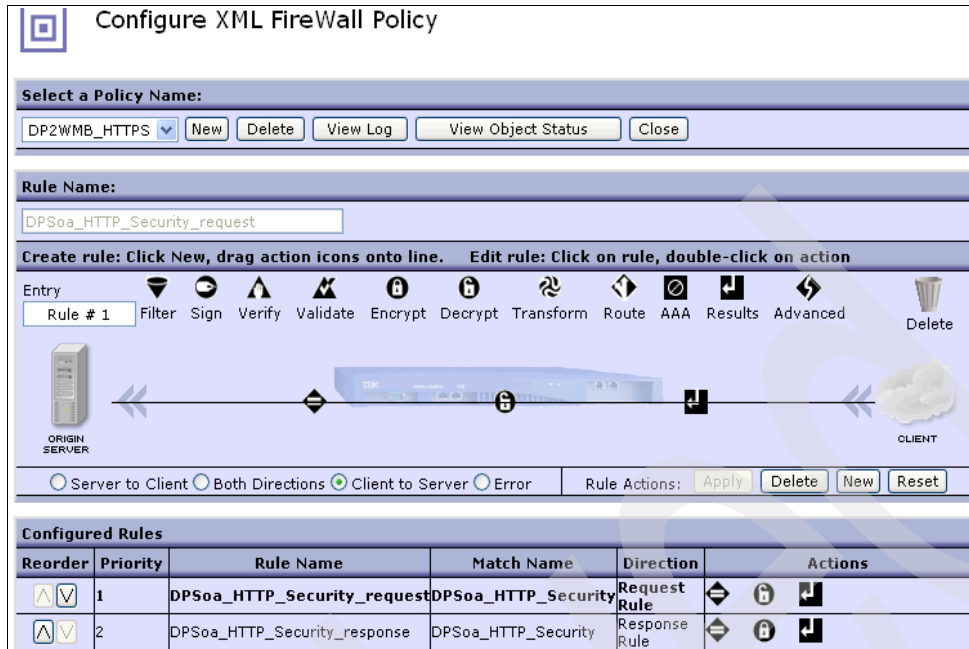 Configure XML FireWall Policy
Select a Policy Name:
DP2WMB_HTTPS New Delete View Log View Object Status Close
Rule Name:
DPSoa_HTTP_Security_request
Create rule: Click New, drag action icons onto line. Edit rule: Click on rule, double-click on action
Entry
Rule # 1 Filter Sign Verify Validate Encrypt Decrypt Transform Route AAA Results Advanced Delete
IBM
ORIGIN SERVER
CLIENT
Server to Client Both Directions Client to Server Error Rule Actions: Apply Delete New Reset
Configured Rules
Reorder Priority Rule Name Match Name Direction Actions
1 DPSoa_HTTP_Security_request DPSoa_HTTP_Security Request Rule
2 DPSoa_HTTP_Security_response DPSoa_HTTP_Security Response Rule